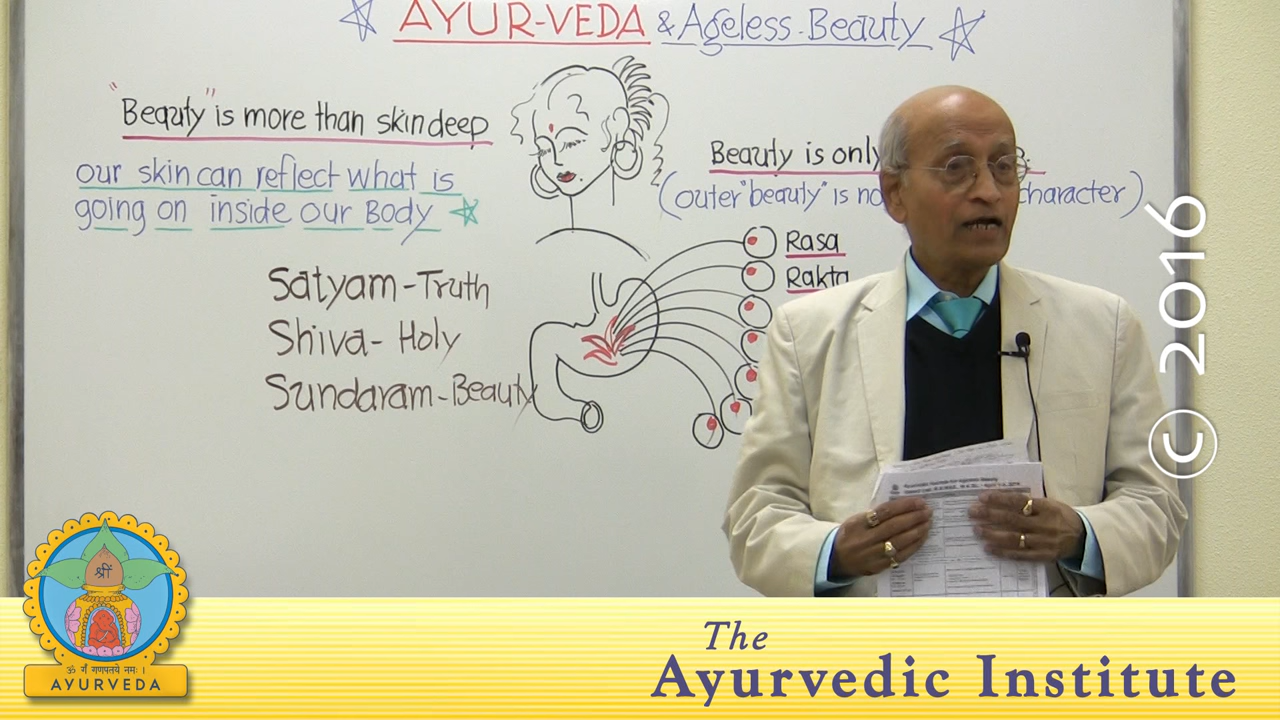 AYUR-VEDA & Ageless-Beauty
"Beauty" is more than skin deep
our skin can reflect what is
going on inside our Body
Beauty is only
(outer "beauty" is
character)
Satyam-Truth
Shiva- Holy
Sundaram-Beauty
Rasa
Rakta
© 2016
श्रीं
ॐ गँ गणपतये नमः।
AYURVEDA
The
Ayurvedic Institute